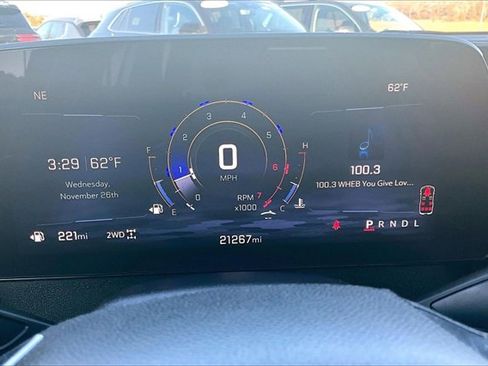 NE
62°F
3:29 62°F
Wednesday,
November 26th
F
E
0
1
2
3
4
5
6
7
0
MPH
RPM
x1000
H
C
100.3
100.3 WHEB You Give Lov...
221mi 2WD
21267mi
PRNDL